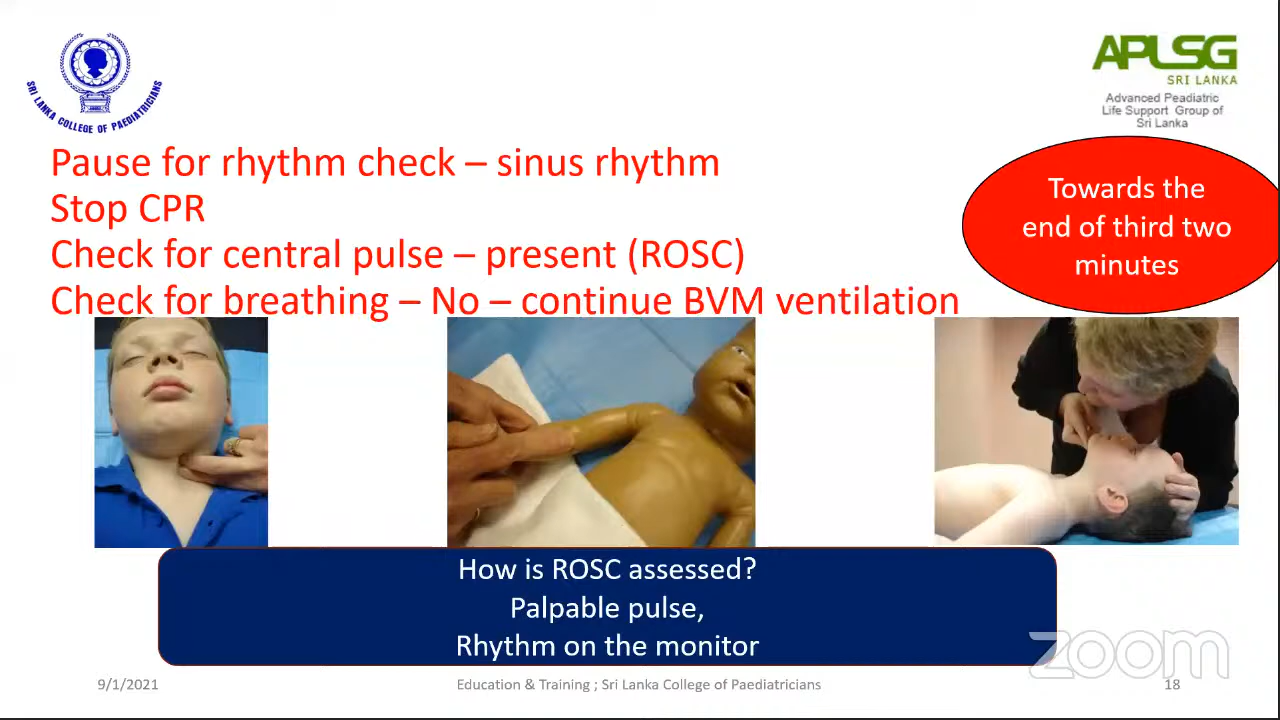 SRI LANKA COLLEGE OF PAEDIATRICIANS
APLSG
SRI LANKA
Advanced Peadiatric
Life Support Group of
Sri Lanka
Pause for rhythm check – sinus rhythm
Stop CPR
Check for central pulse – present (ROSC)
Check for breathing – No – continue BVM ventilation
Towards the
end of third two
minutes
How is ROSC assessed?
Palpable pulse,
Rhythm on the monitor
zoom
9/1/2021
Education & Training ; Sri Lanka College of Paediatricians
18